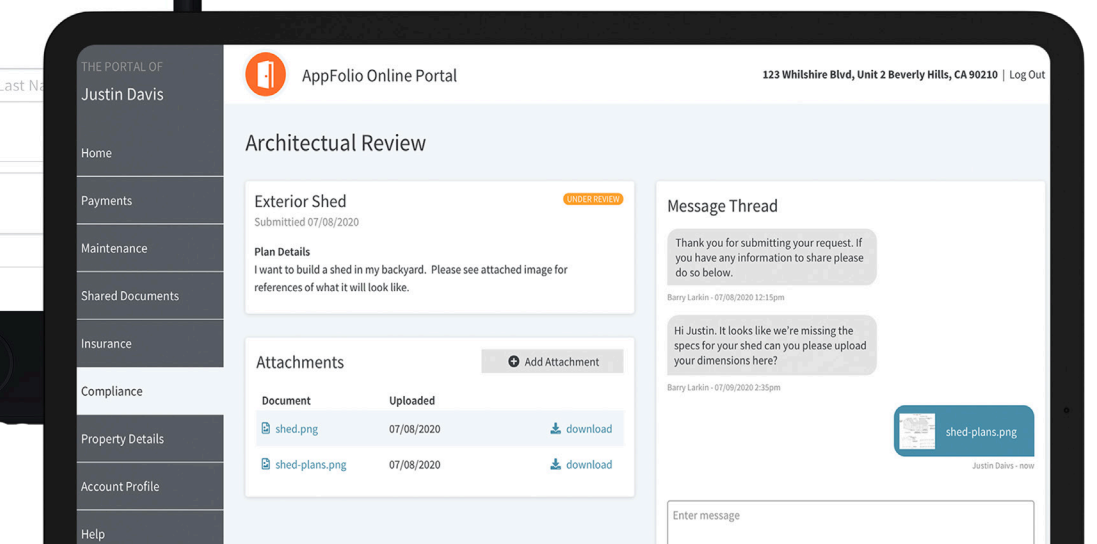 Last Na
THE PORTAL OF
Justin Davis
Home
Payments
Maintenance
Shared Documents
Insurance
Compliance
Property Details
Account Profile
Help
AppFolio Online Portal
123 Whilshire Blvd, Unit 2 Beverly Hills, CA 90210 | Log Out
Architectual Review
Exterior Shed
UNDER REVIEW
Submittied 07/08/2020
Plan Details
I want to build a shed in my backyard. Please see attached image for
references of what it will look like.
Attachments
Add Attachment
Document Uploaded
shed.png 07/08/2020 download
shed-plans.png 07/08/2020 download
Message Thread
Thank you for submitting your request. If
you have any information to share please
do so below.
Barry Larkin - 07/08/2020 12:15pm
Hi Justin. It looks like we're missing the
specs for your shed can you please upload
your dimensions here?
Barry Larkin - 07/09/2020 2:35pm
shed-plans.png
Justin Daivs - now
Enter message